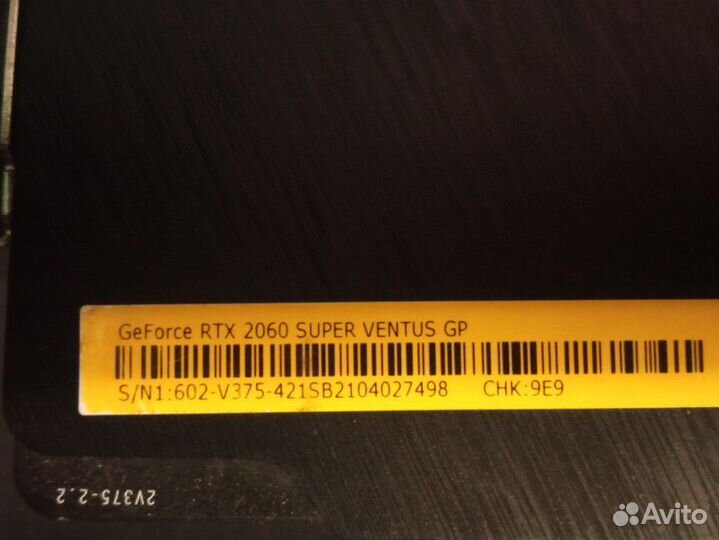 GeForce RTX 2060 SUPER VENTUS GP
S/N1:602-V375-421SB2104027498 CHK:9E9
2V375-2.2
Avito